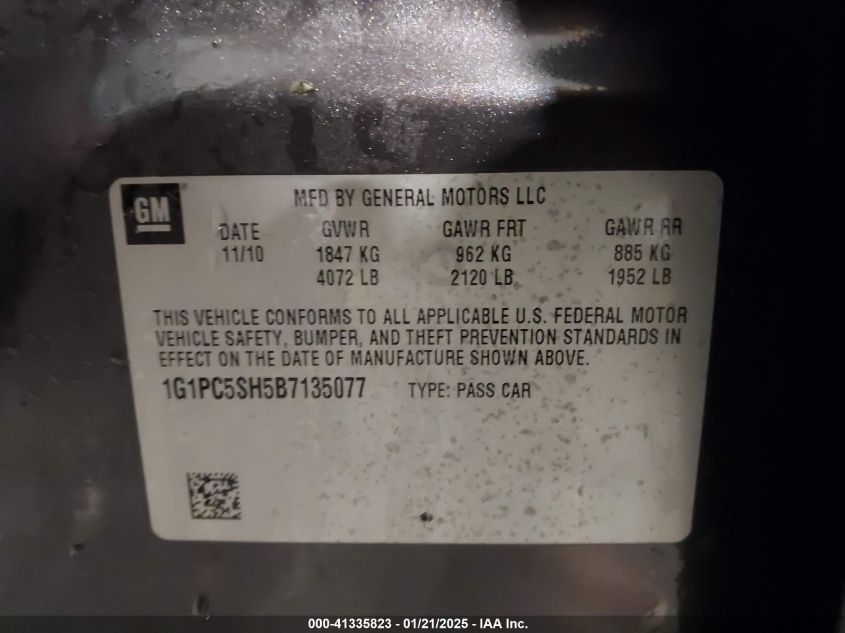 GM
MFD BY GENERAL MOTORS LLC
DATE GVWR GAWR FRT GAWR RR
11/10 1847 KG 962 KG 885 KG
4072 LB 2120 LB 1952 LB
THIS VEHICLE CONFORMS TO ALL APPLICABLE U.S. FEDERAL MOTOR
VEHICLE SAFETY, BUMPER, AND THEFT PREVENTION STANDARDS IN
EFFECT ON THE DATE OF MANUFACTURE SHOWN ABOVE.
1G1PC5SH5B7135077 TYPE: PASS CAR
000-41335823 - 01/21/2025 - IAA Inc.